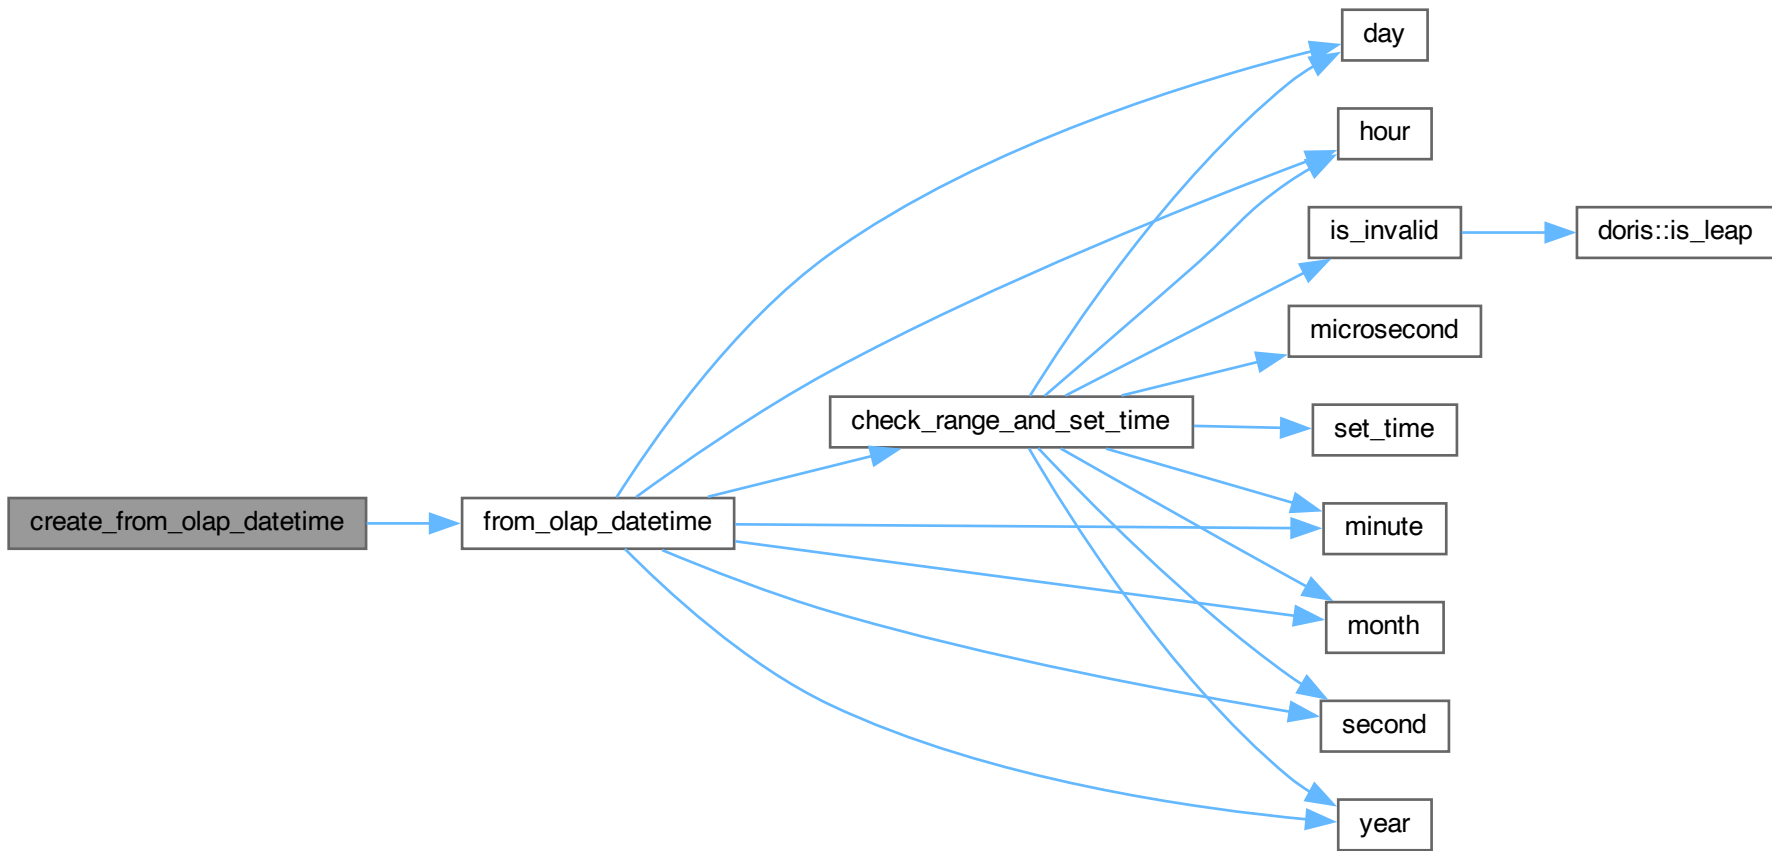 create_from_olap_datetime
from_olap_datetime
check_range_and_set_time
day
hour
is_invalid
doris::is_leap
microsecond
set_time
minute
month
second
year